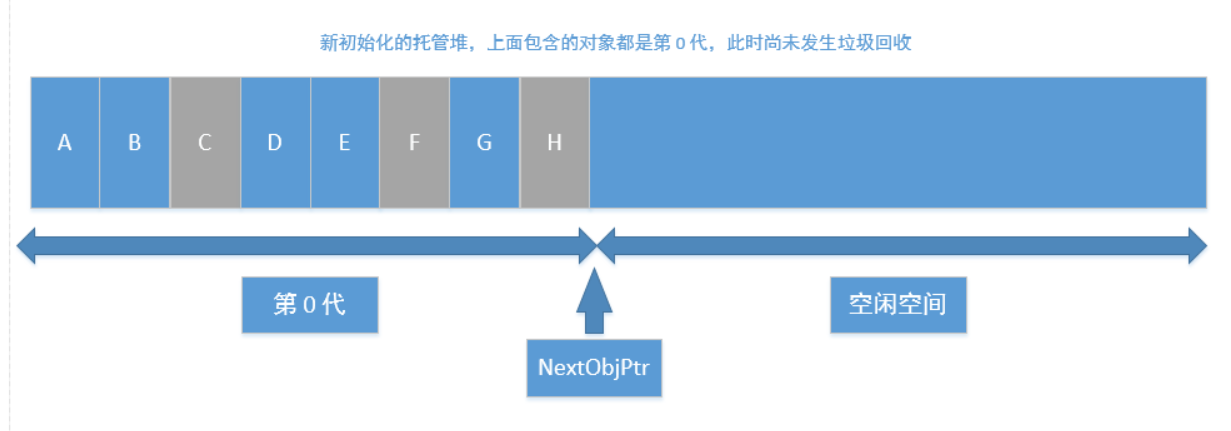 新初始化的托管堆，上面包含的对象都是第 0 代，此时尚未发生垃圾回收
A B C D E F G H
第 0 代
空闲空间
NextObjPtr